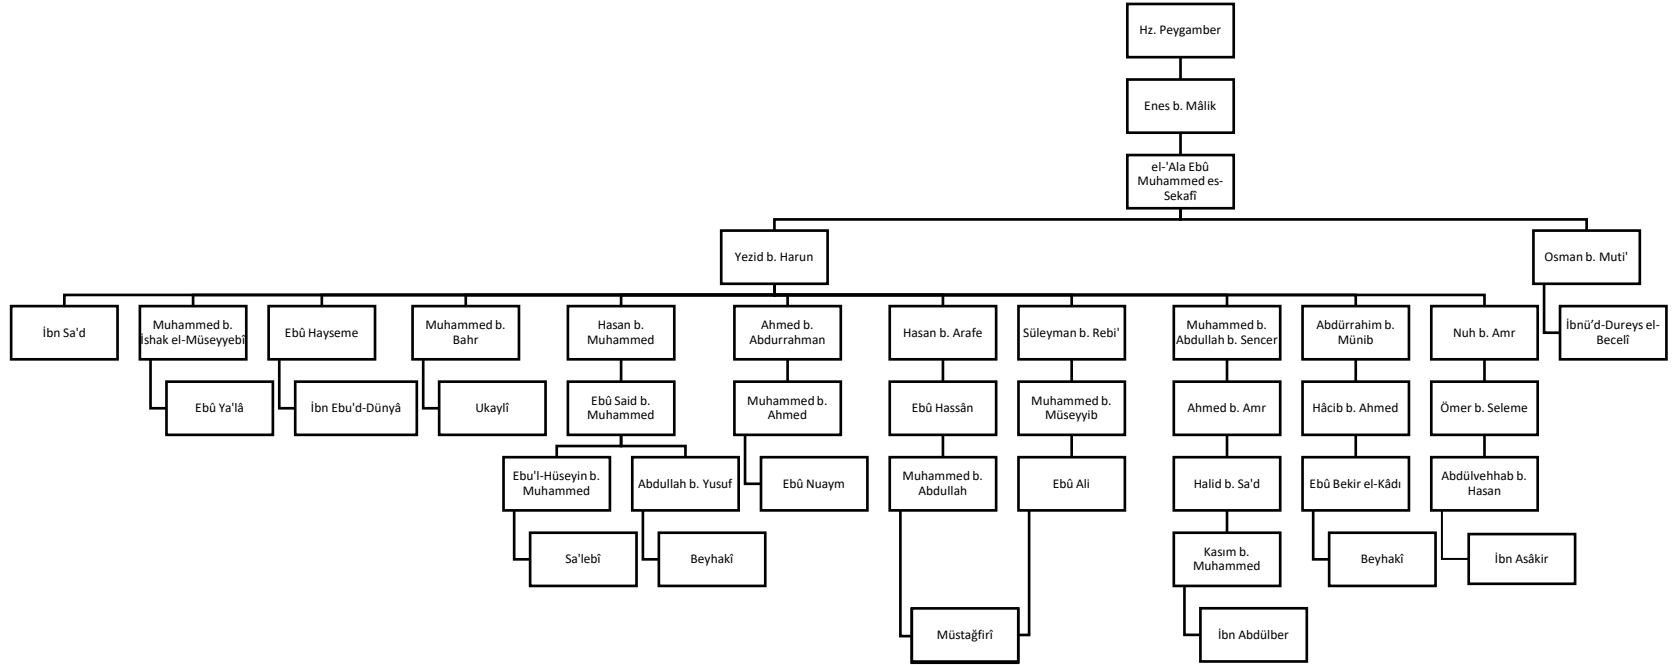 Hz. Peygamber
Enes b. Mâlik
el-'Ala Ebû
Muhammed es-
Sekafî
Yezid b. Harun
Osman b. Muti'
İbn Sa'd
Muhammed b.
İshak el-Müseyyebî
Ebû Hayseme
Muhammed b.
Bahr
Hasan b.
Muhammed
Ahmed b.
Abdurrahman
Hasan b. Arafe
Süleyman b. Rebi'
Muhammed b.
Abdullah b. Sencer
Abdürrahim b.
Münib
Nuh b. Amr
İbnü’d-Dureys el-
Becelî
Ebû Ya'lâ
İbn Ebu'd-Dünyâ
Ukaylî
Ebû Said b.
Muhammed
Muhammed b.
Ahmed
Ebû Hassân
Muhammed b.
Müseyyib
Ahmed b. Amr
Hâcib b. Ahmed
Ömer b. Seleme
Ebu'l-Hüseyin b.
Muhammed
Abdullah b. Yusuf
Ebû Nuaym
Muhammed b.
Abdullah
Ebû Ali
Halid b. Sa'd
Ebû Bekir el-Kâdı
Abdülvehhab b.
Hasan
Sa'lebî
Beyhakî
Kasım b.
Muhammed
Beyhakî
İbn Asâkir
Müstağfirî
İbn Abdülber